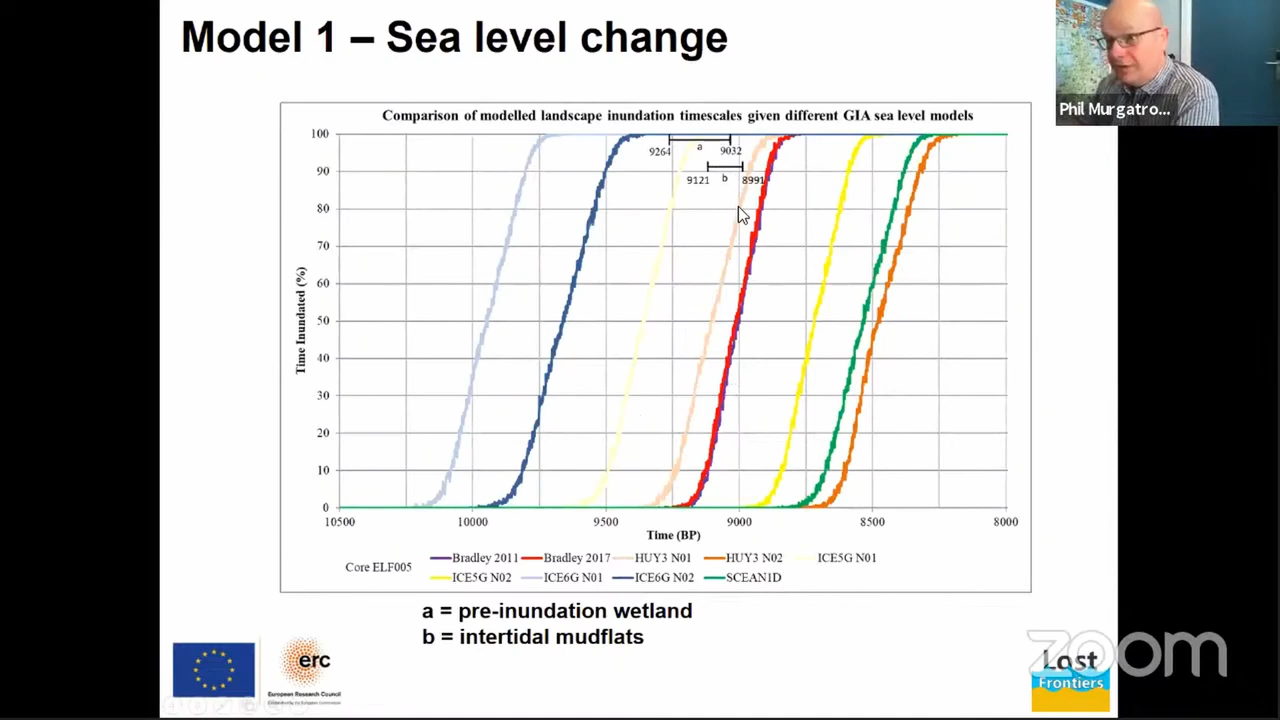 Model 1 – Sea level change
Phil Murgatro...
Comparison of modelled landscape inundation timescales given different GIA sea level models
100
90
80
70
60
50
40
30
20
10
0
Time Inundated (%)
9264
a
9032
9121
b
8991
10500
10000
9500
9000
8500
8000
Time (BP)
Core ELF005
Bradley 2011
Bradley 2017
HUY3 N01
HUY3 N02
ICE5G N01
ICE5G N02
ICE6G N01
ICE6G N02
SCEAN1D
a = pre-inundation wetland
b = intertidal mudflats
erc
European Research Council
zoom
Lost
Frontiers